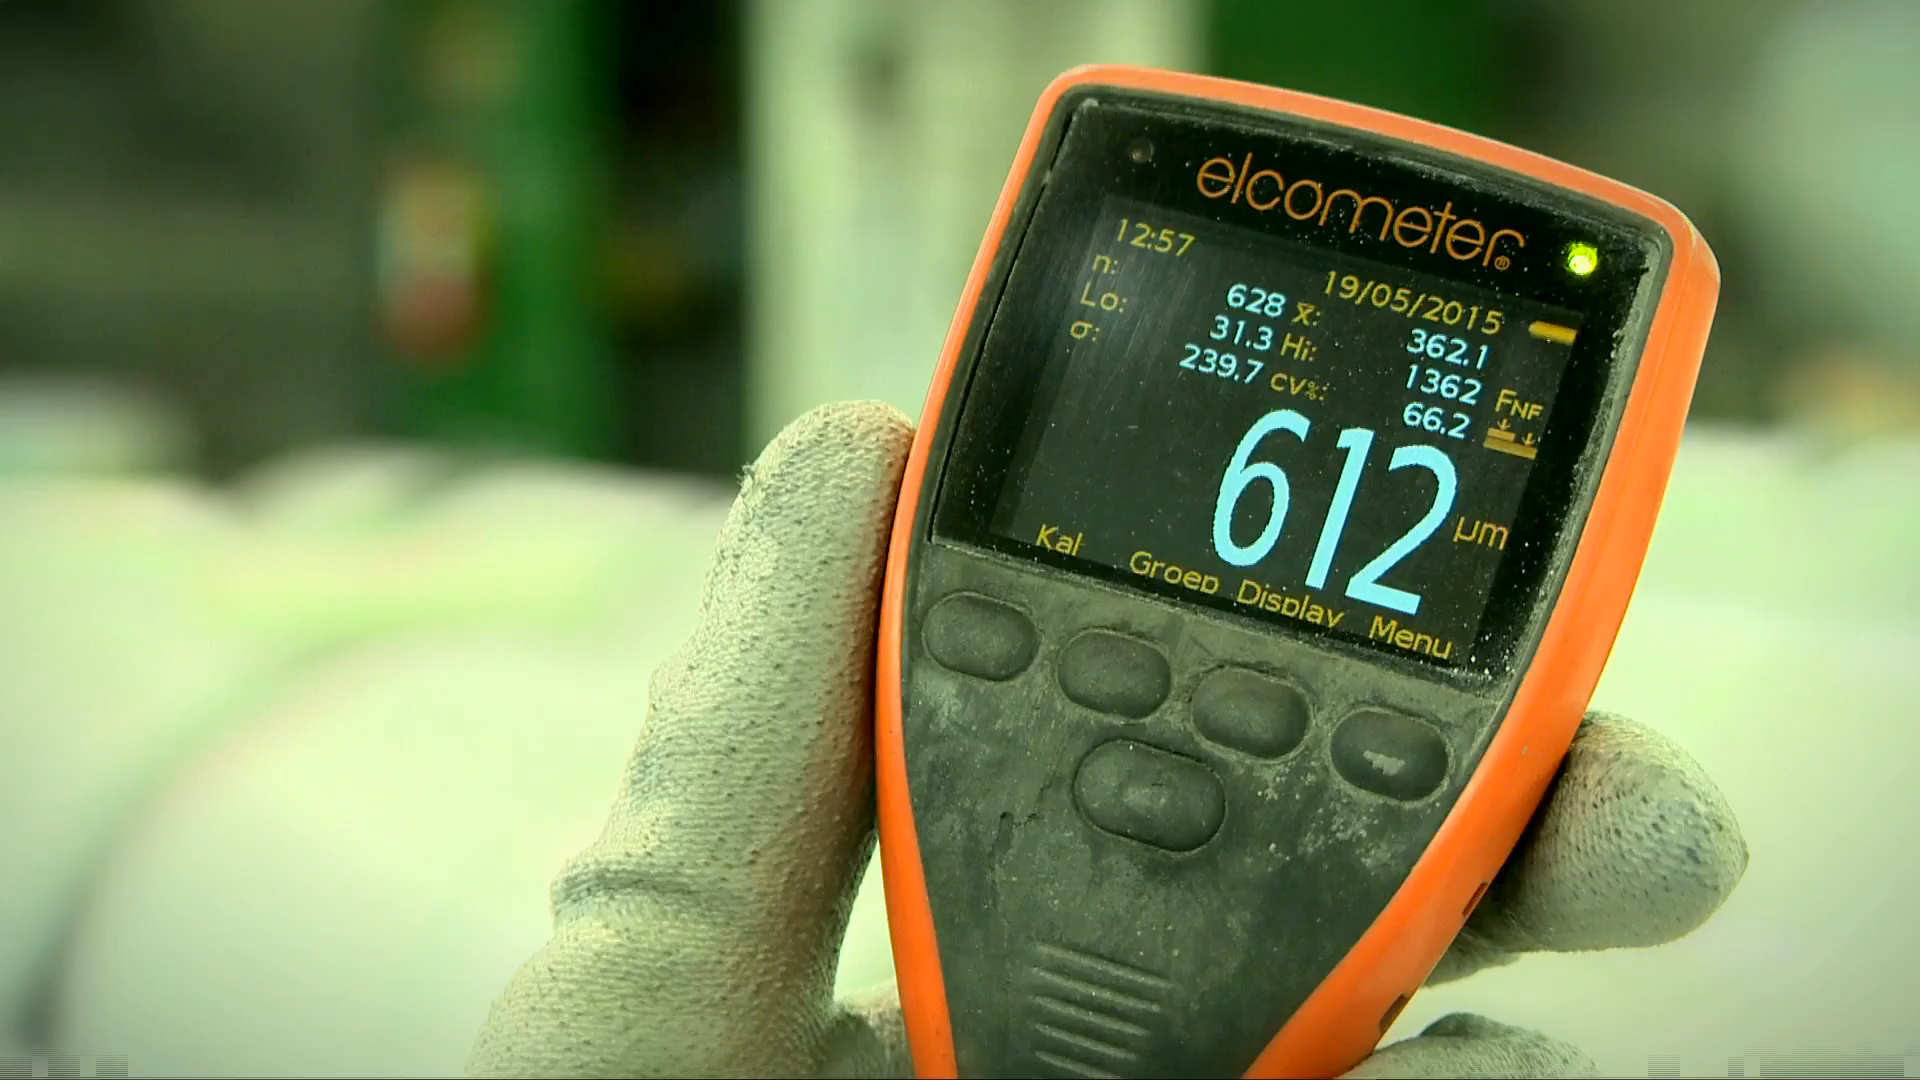 elcometer®
12:57 19/05/2015
n: 628 x̄: 362.1
Lo: 31.3 Hi: 1362
σ: 239.7 CV%: 66.2
FNF
612 µm
Kal Groep Display Menu